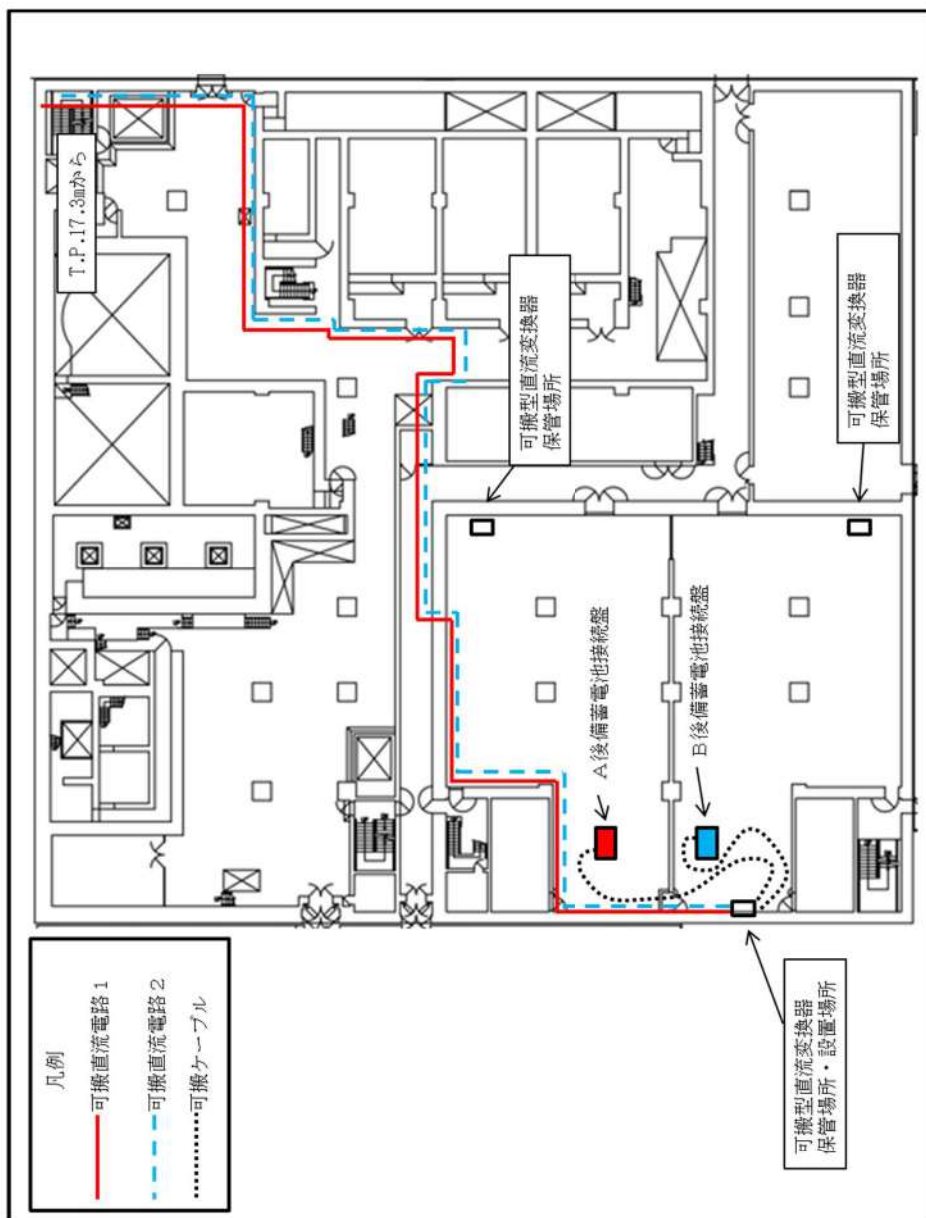 T.P.17.3mから
可搬型直流変換器
保管場所
可搬型直流変換器
保管場所
A後備蓄電池接続盤
B後備蓄電池接続盤
可搬型直流変換器
保管場所・設置場所
凡例
可搬直流電路1
可搬直流電路2
可搬ケーブル